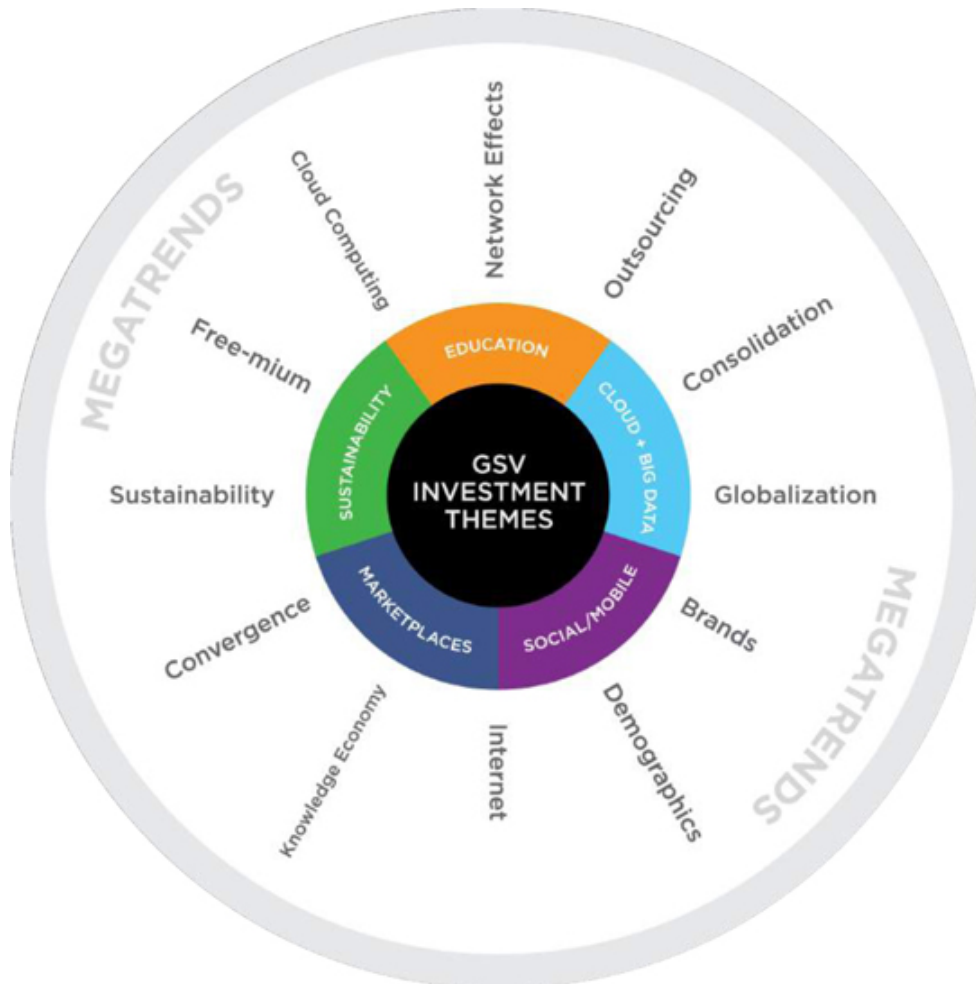 MEGATRENDS
Network Effects
Outsourcing
Consolidation
Globalization
Brands
Demographics
Internet
Knowledge Economy
Convergence
Sustainability
Free-mium
Cloud Computing
EDUCATION
CLOUD + BIG DATA
SOCIAL/MOBILE
MARKETPLACES
SUSTAINABILITY
GSV
INVESTMENT
THEMES
MEGATRENDS